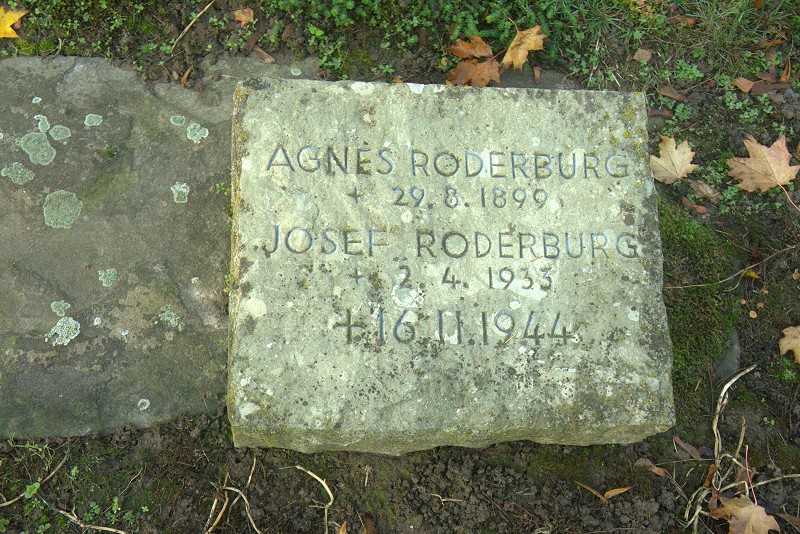 AGNES RODERBURG
+ 29.8.1899
JOSEF RODERBURG
+ 2.4.1933
+ 16.11.1944